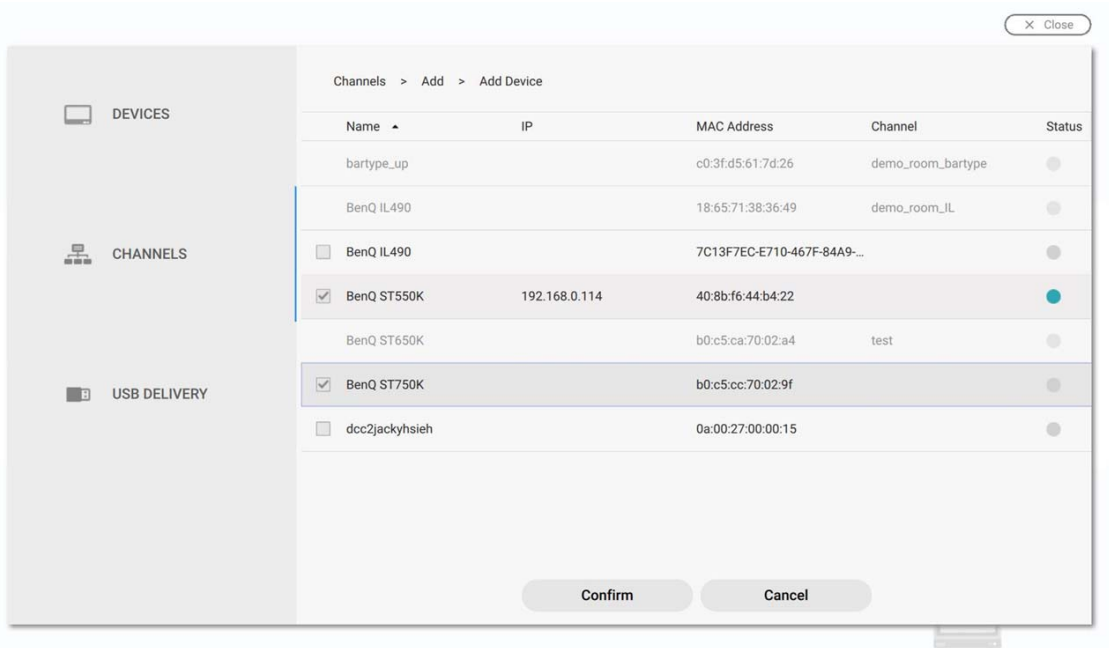 × Close
Channels > Add > Add Device
DEVICES
Name IP MAC Address Channel Status
bartype_up c0:3f:d5:61:7d:26 demo_room_bartype
BenQ IL490 18:65:71:38:36:49 demo_room_IL
CHANNELS
BenQ IL490 7C13F7EC-E710-467F-84A9-...
BenQ ST550K 192.168.0.114 40:8b:f6:44:b4:22
BenQ ST650K b0:c5:ca:70:02:a4 test
USB DELIVERY
BenQ ST750K b0:c5:cc:70:02:9f
dcc2jackyhsieh 0a:00:27:00:00:15
Confirm Cancel